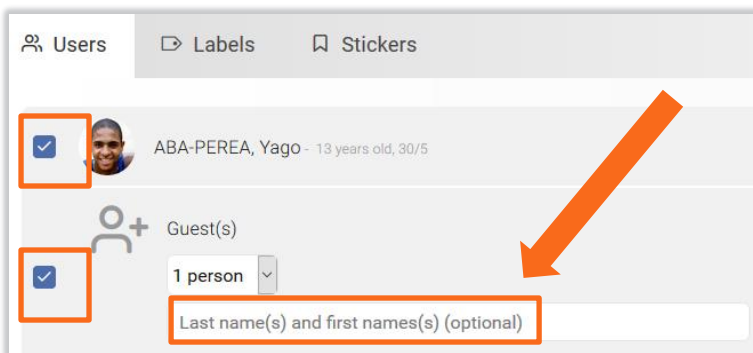 Users Labels Stickers
ABA-PEREA, Yago - 13 years old, 30/5
Guest(s)
1 person
Last name(s) and first names(s) (optional)